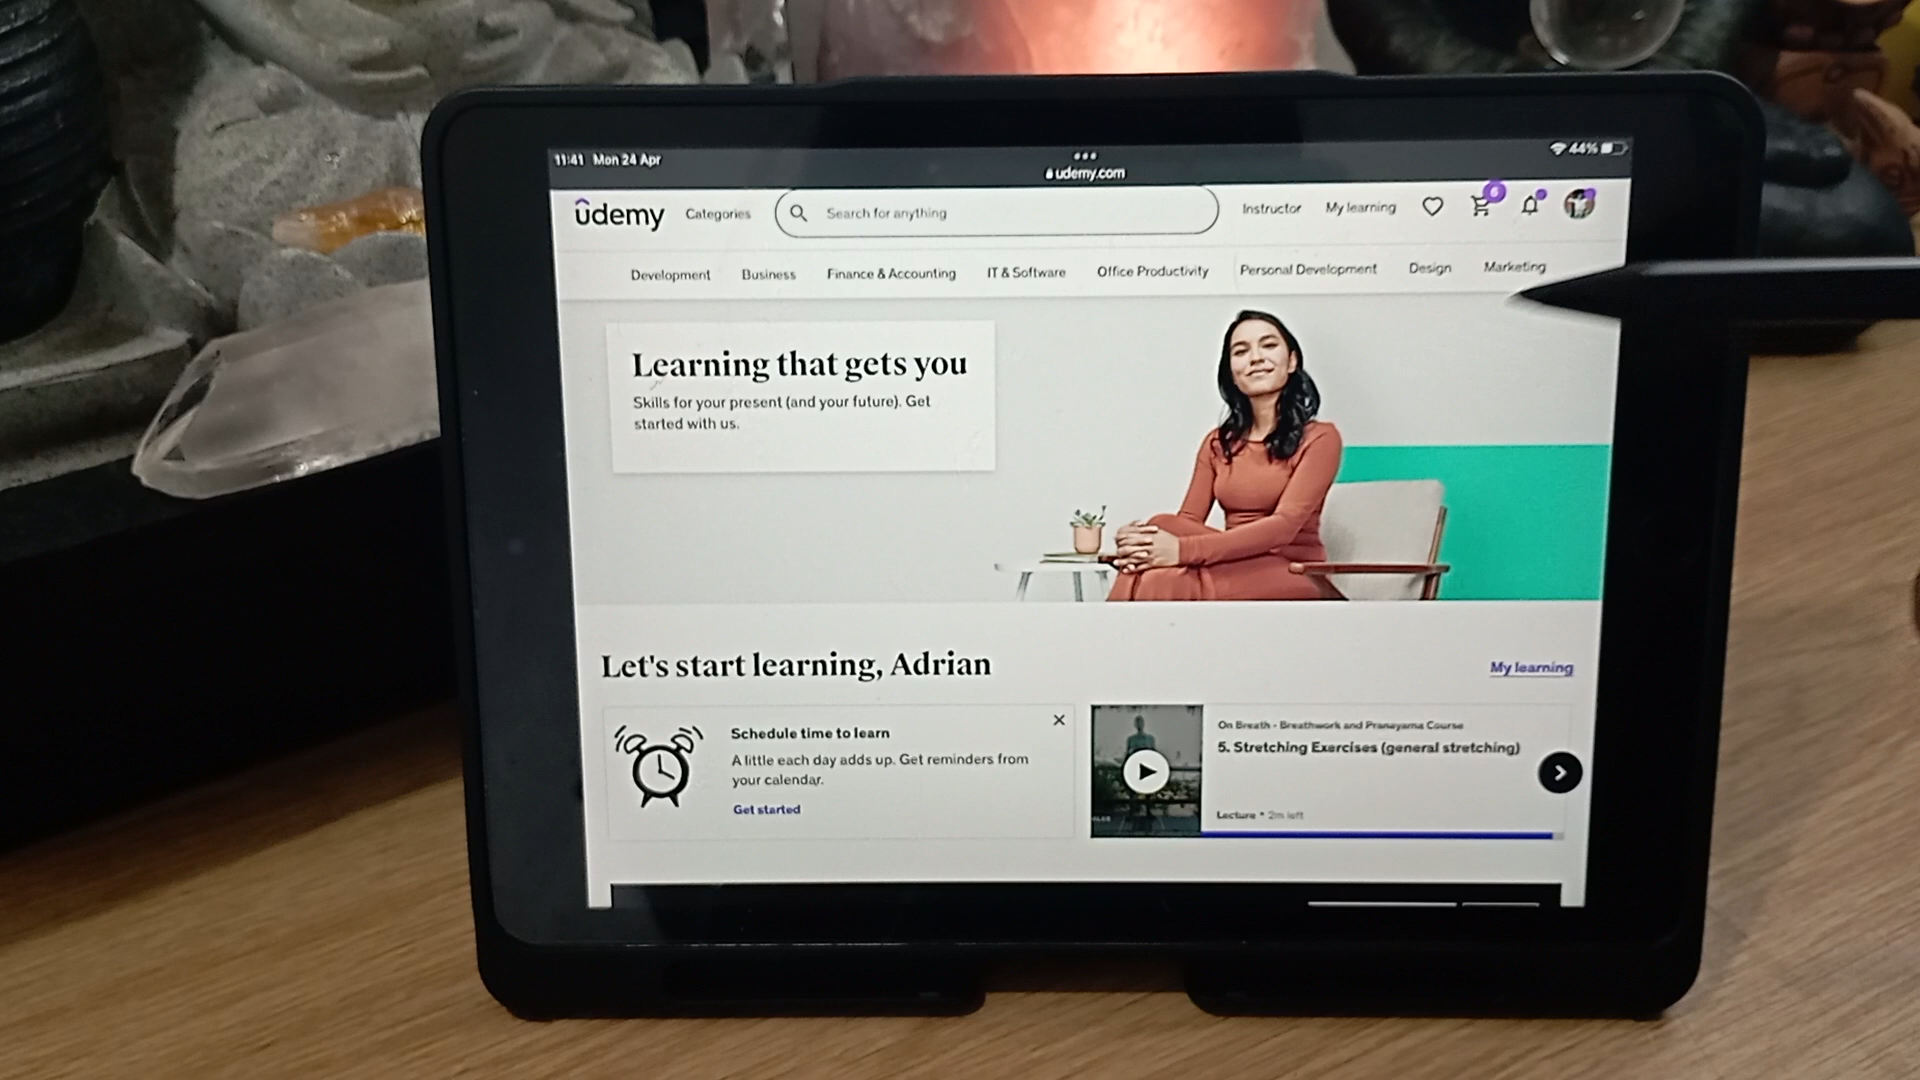 11:41 Mon 24 Apr
udemy.com
44%
udemy
Categories
Search for anything
Instructor
My learning
6
Development
Business
Finance & Accounting
IT & Software
Office Productivity
Personal Development
Design
Marketing
Learning that gets you
Skills for your present (and your future). Get
started with us.
Let's start learning, Adrian
My learning
Schedule time to learn
A little each day adds up. Get reminders from
your calendar.
Get started
On Breath - Breathwork and Pranayama Course
5. Stretching Exercises (general stretching)
Lecture • 2m left